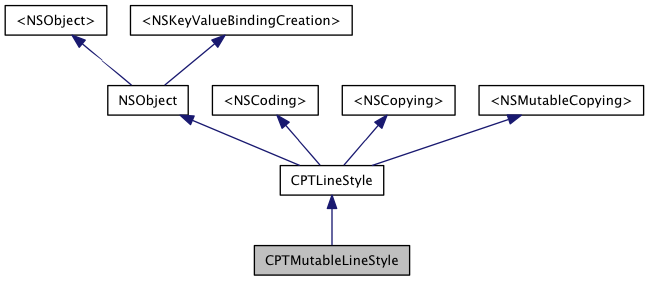 <NSObject>
<NSKeyValueBindingCreation>
NSObject
<NSCoding>
<NSCopying>
<NSMutableCopying>
CPTLineStyle
CPTMutableLineStyle